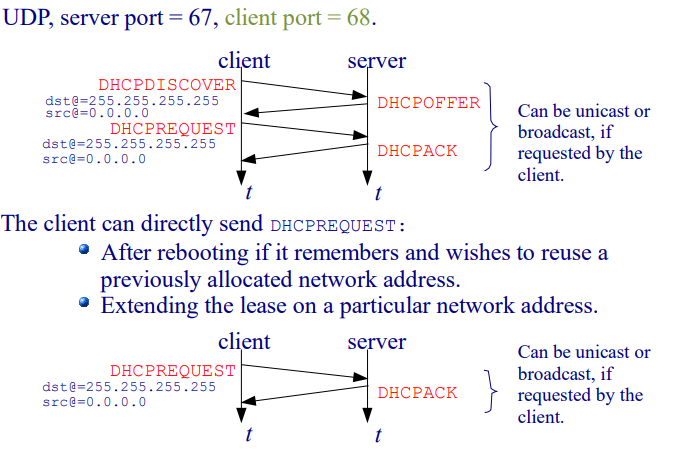 UDP, server port = 67, client port = 68.
client server
DHCPDISCOVER
dst@=255.255.255.255
src@=0.0.0.0
DHCPOFFER
DHCPREQUEST
dst@=255.255.255.255
src@=0.0.0.0
DHCPACK
Can be unicast or
broadcast, if
requested by the
client.
t t
The client can directly send DHCPREQUEST:
After rebooting if it remembers and wishes to reuse a
previously allocated network address.
Extending the lease on a particular network address.
client server
DHCPREQUEST
dst@=255.255.255.255
src@=0.0.0.0
DHCPACK
Can be unicast or
broadcast, if
requested by the
client.
t t